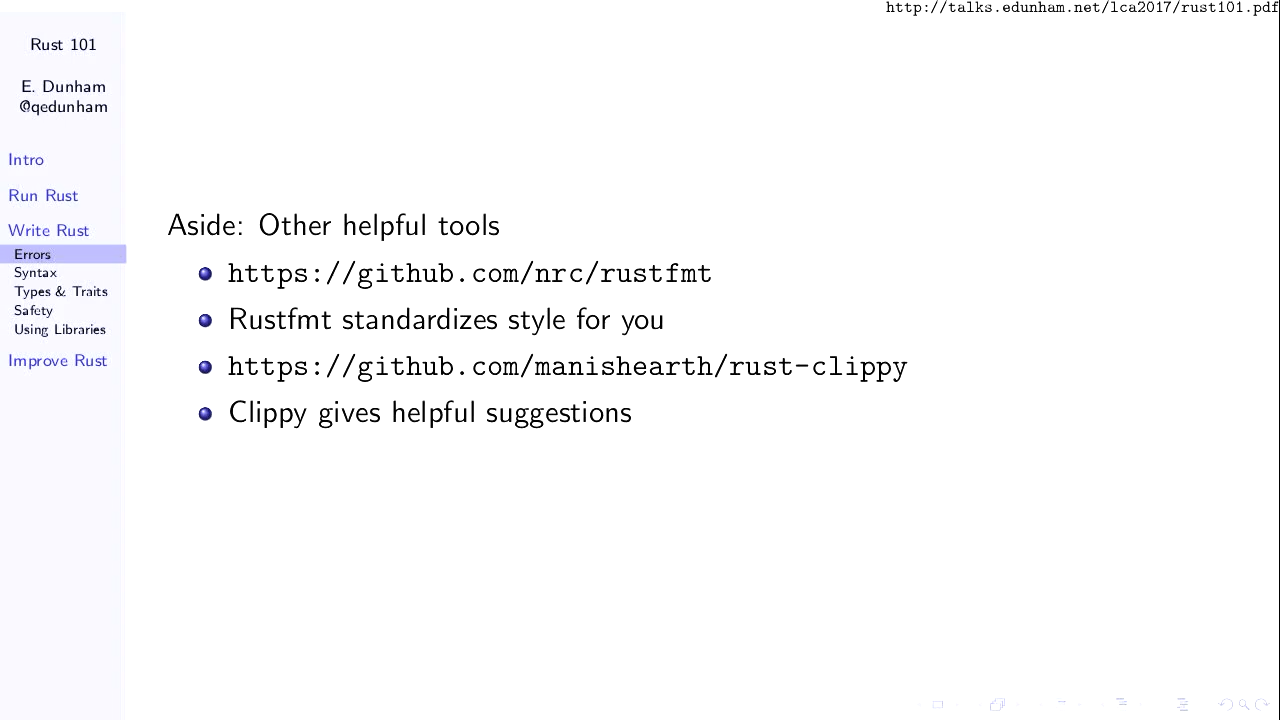 http://talks.edunham.net/lca2017/rust101.pdf
Rust 101
E. Dunham
@qedunham
Intro
Run Rust
Write Rust
Errors
Syntax
Types & Traits
Safety
Using Libraries
Improve Rust
Aside: Other helpful tools
https://github.com/nrc/rustfmt
Rustfmt standardizes style for you
https://github.com/manishearth/rust-clippy
Clippy gives helpful suggestions